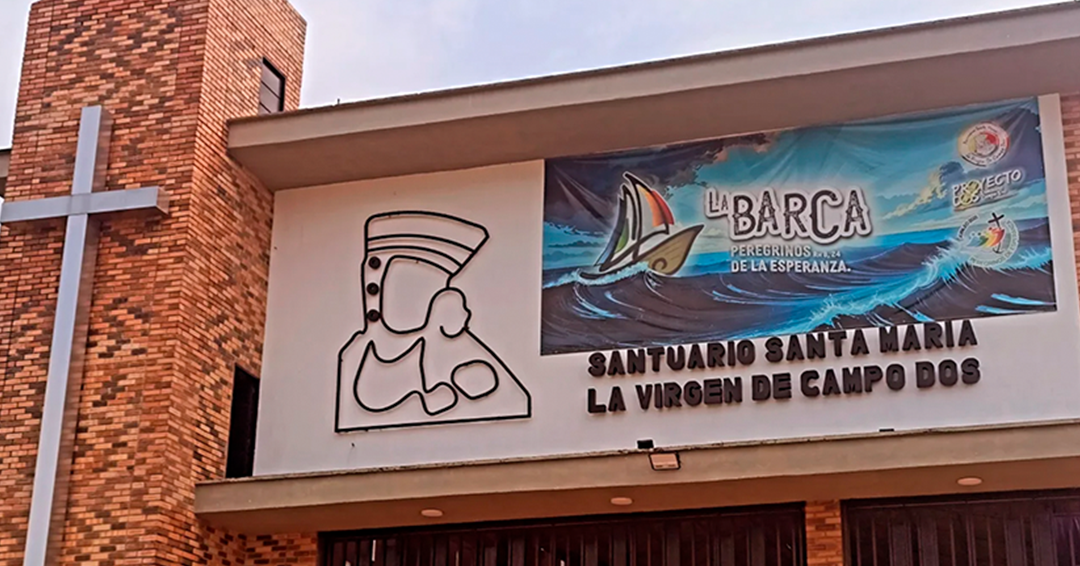 LA
BARCA
PEREGRINOS
DE LA ESPERANZA.
PROYECTO
SANTUARIO SANTA MARIA
LA VIRGEN DE CAMPO DOS